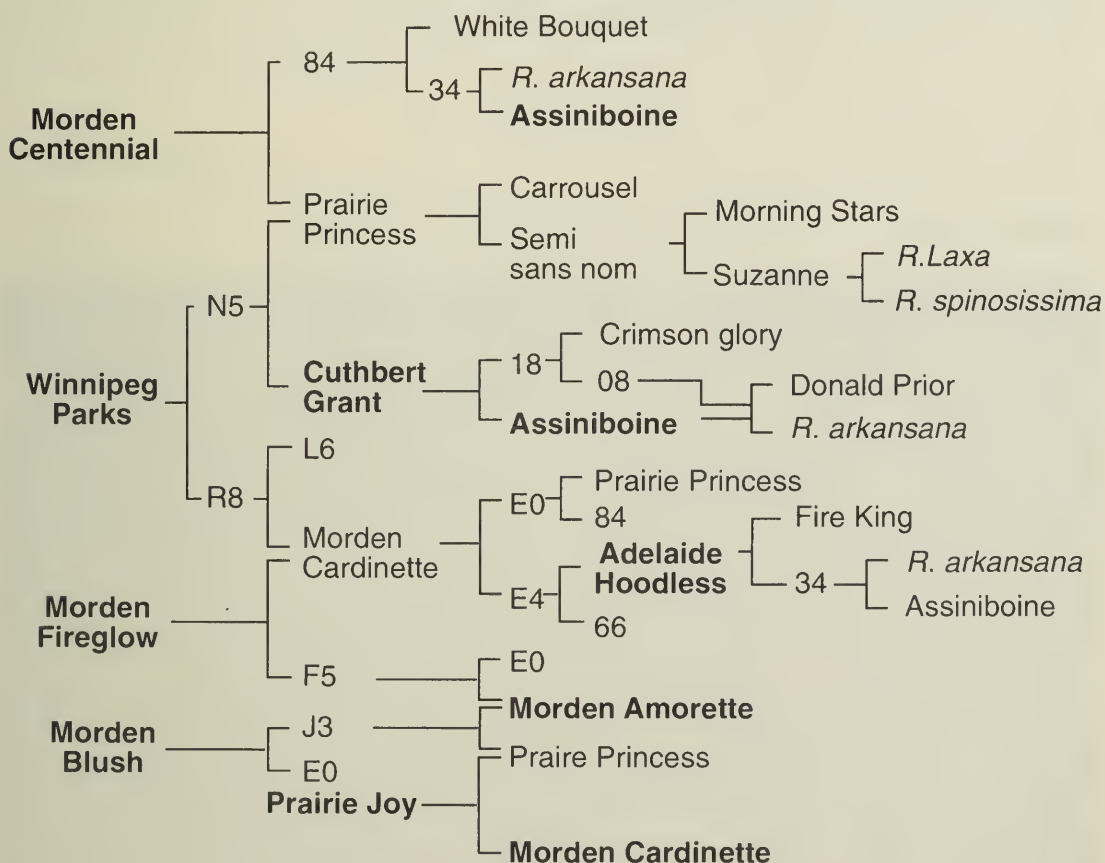 White Bouquet
84
34
R. arkansana
Assiniboine
Morden
Centennial
Prairie
Princess
Carrousel
Semi
sans nom
Morning Stars
Suzanne
R.Laxa
R. spinosissima
N5
Winnipeg
Parks
Cuthbert
Grant
18
Crimson glory
08
Donald Prior
Assiniboine
R. arkansana
L6
R8
Morden
Cardinette
E0
Prairie Princess
84
E4
Adelaide
Hoodless
66
Fire King
34
R. arkansana
Assiniboine
Morden
Fireglow
F5
E0
Morden Amorette
Morden
Blush
J3
E0
Praire Princess
Prairie Joy
Morden Cardinette